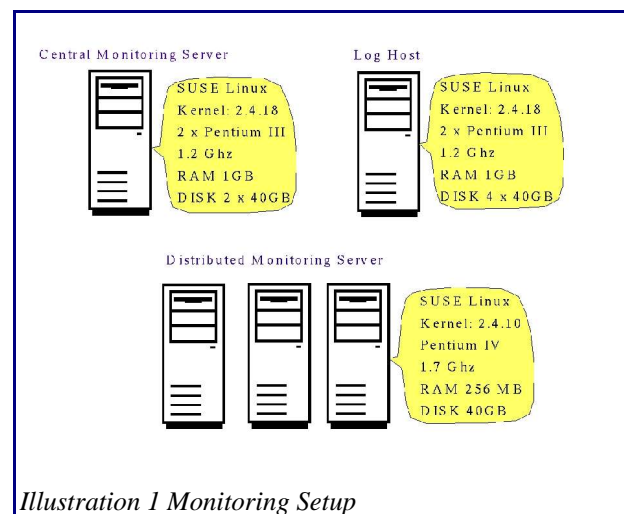 Central Monitoring Server
SUSE Linux
Kernel: 2.4.18
2 x Pentium III
1.2 Ghz
RAM 1GB
DISK 2 x 40GB
Log Host
SUSE Linux
Kernel: 2.4.18
2 x Pentium III
1.2 Ghz
RAM 1GB
DISK 4 x 40GB
Distributed Monitoring Server
SUSE Linux
Kernel: 2.4.10
Pentium IV
1.7 Ghz
RAM 256 MB
DISK 40GB
Illustration 1 Monitoring Setup